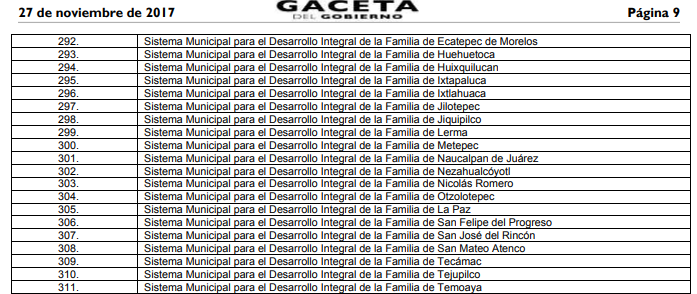 27 de noviembre de 2017
GACETA
DEL GOBIERNO
Página 9
292. Sistema Municipal para el Desarrollo Integral de la Familia de Ecatepec de Morelos
293. Sistema Municipal para el Desarrollo Integral de la Familia de Huehuetoca
294. Sistema Municipal para el Desarrollo Integral de la Familia de Huixquilucan
295. Sistema Municipal para el Desarrollo Integral de la Familia de Ixtapaluca
296. Sistema Municipal para el Desarrollo Integral de la Familia de Ixtlahuaca
297. Sistema Municipal para el Desarrollo Integral de la Familia de Jilotepec
298. Sistema Municipal para el Desarrollo Integral de la Familia de Jiquipilco
299. Sistema Municipal para el Desarrollo Integral de la Familia de Lerma
300. Sistema Municipal para el Desarrollo Integral de la Familia de Metepec
301. Sistema Municipal para el Desarrollo Integral de la Familia de Naucalpan de Juárez
302. Sistema Municipal para el Desarrollo Integral de la Familia de Nezahualcóyotl
303. Sistema Municipal para el Desarrollo Integral de la Familia de Nicolás Romero
304. Sistema Municipal para el Desarrollo Integral de la Familia de Otzolotepec
305. Sistema Municipal para el Desarrollo Integral de la Familia de La Paz
306. Sistema Municipal para el Desarrollo Integral de la Familia de San Felipe del Progreso
307. Sistema Municipal para el Desarrollo Integral de la Familia de San José del Rincón
308. Sistema Municipal para el Desarrollo Integral de la Familia de San Mateo Atenco
309. Sistema Municipal para el Desarrollo Integral de la Familia de Tecámac
310. Sistema Municipal para el Desarrollo Integral de la Familia de Tejupilco
311. Sistema Municipal para el Desarrollo Integral de la Familia de Temoaya